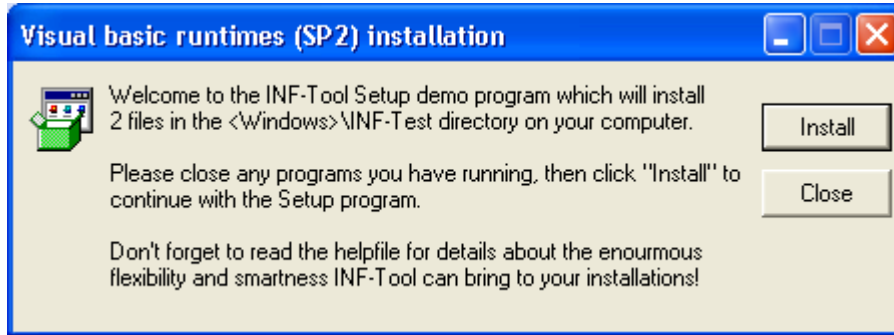 Visual basic runtimes (SP2) installation
Welcome to the INF-Tool Setup demo program which will install
2 files in the <Windows>\INF-Test directory on your computer.
Please close any programs you have running, then click "Install" to
continue with the Setup program.
Don't forget to read the helpfile for details about the enourmous
flexibility and smartness INF-Tool can bring to your installations!
Install
Close